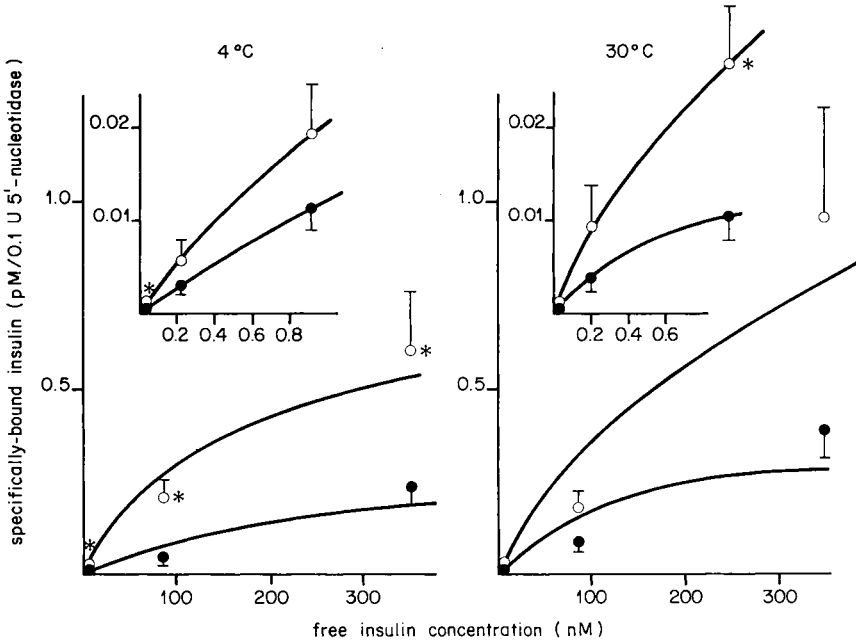 4°C
30°C
specifically-bound insulin (pM/0.1 U 5'-nucleotidase)
1.0
0.5
0.02
0.01
*
0.2 0.4 0.6 0.8
*
*
*
100 200 300
1.0
0.5
0.02
0.01
*
0.2 0.4 0.6
100 200 300
free insulin concentration (nM)